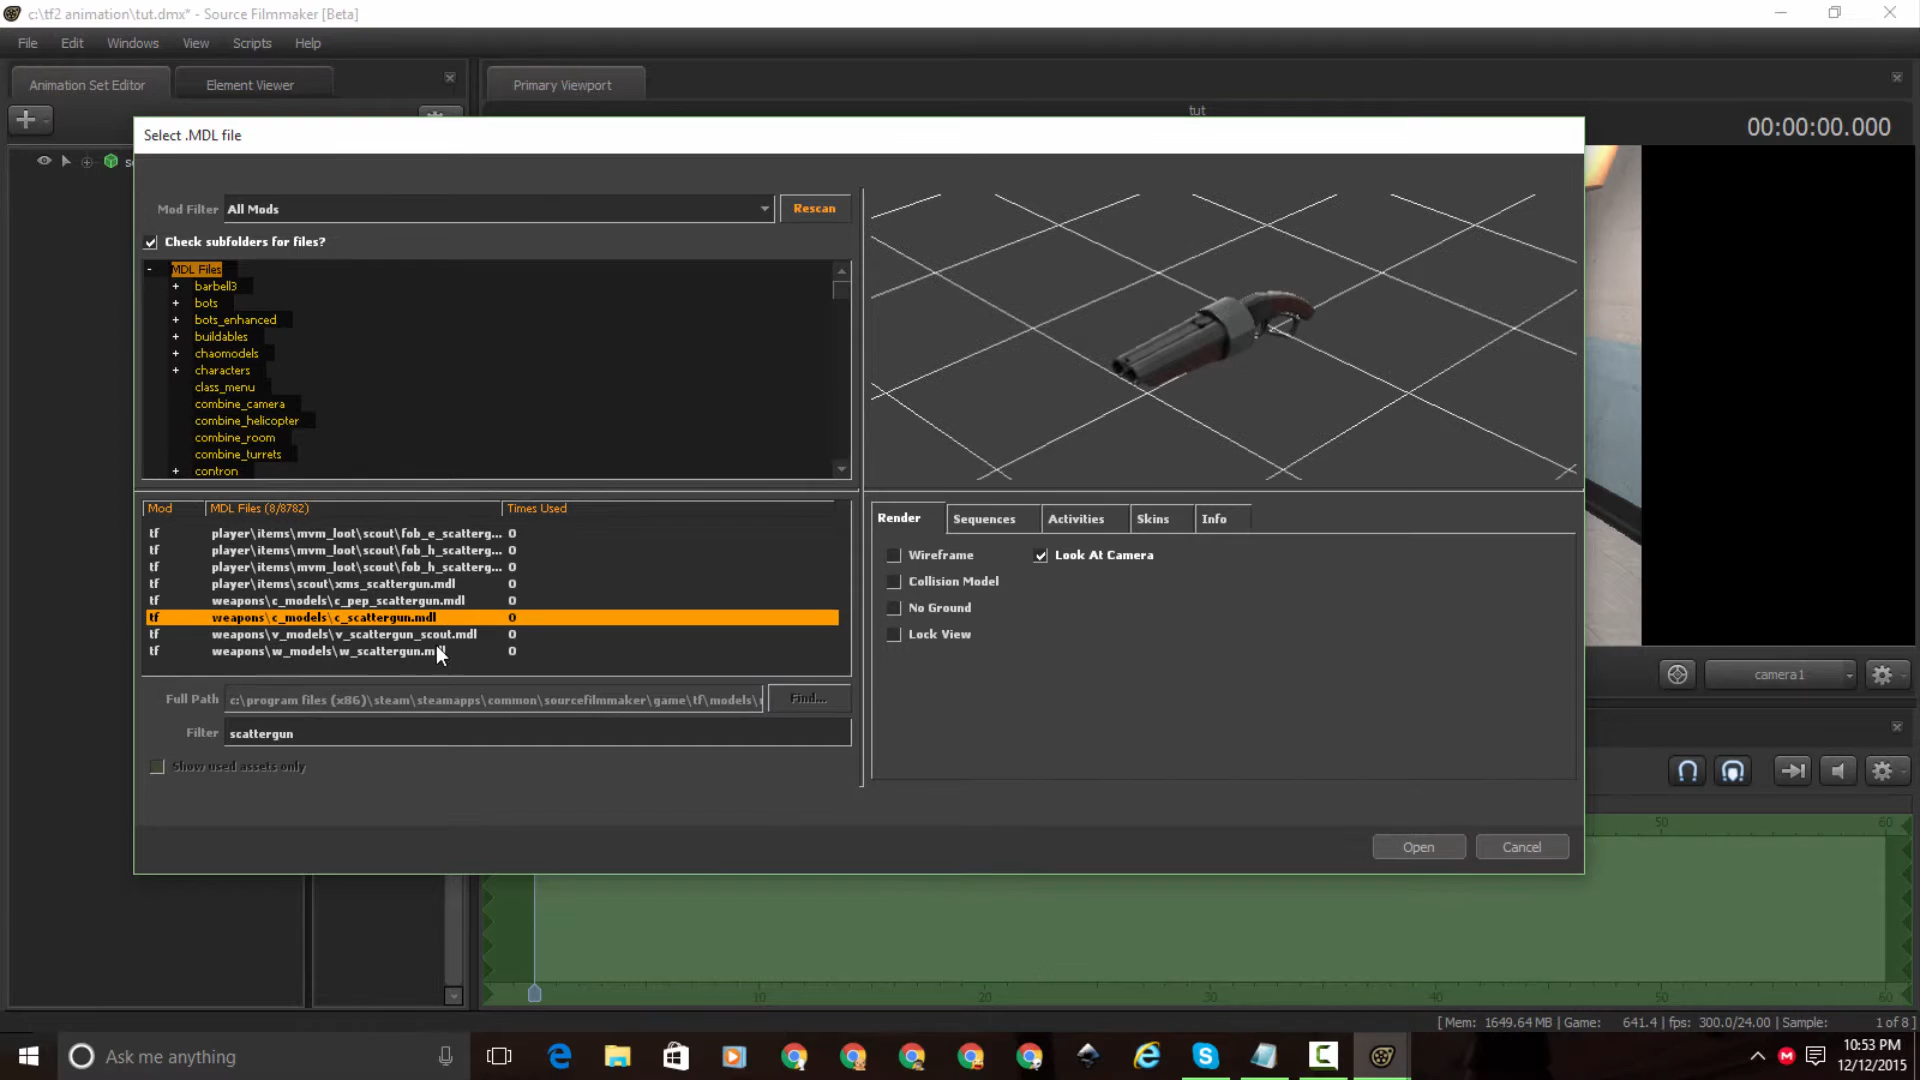 c:\tf2 animation\tut.dmx* - Source Filmmaker [Beta]
File Edit Windows View Scripts Help
Animation Set Editor Element Viewer Primary Viewport
tut
00:00:00.000
Select .MDL file
Mod Filter All Mods Rescan
Check subfolders for files?
- MDL Files
+ barbell3
+ bots
+ bots_enhanced
+ buildables
+ chaomodels
+ characters
class_menu
combine_camera
combine_helicopter
combine_room
combine_turrets
+ contron
Mod MDL Files (8/8782) Times Used
tf player\items\mvm_loot\scout\fob_e_scatterg... 0
tf player\items\mvm_loot\scout\fob_h_scatterg... 0
tf player\items\mvm_loot\scout\fob_h_scatterg... 0
tf player\items\scout\xms_scattergun.mdl 0
tf weapons\c_models\c_pep_scattergun.mdl 0
tf weapons\c_models\c_scattergun.mdl 0
tf weapons\v_models\v_scattergun_scout.mdl 0
tf weapons\w_models\w_scattergun.mdl 0
Full Path c:\program files (x86)\steam\steamapps\common\sourcefilmmaker\game\tf\models\ Find...
Filter scattergun
Show used assets only
Render Sequences Activities Skins Info
Wireframe Look At Camera
Collision Model
No Ground
Lock View
Open Cancel
camera1
50 60
10 20 30 40 50 60
[ Mem: 1649.64 MB | Game: 641.4 | fps: 300.0/24.00 | Sample: 1 of 8 ]
Ask me anything
10:53 PM
12/12/2015